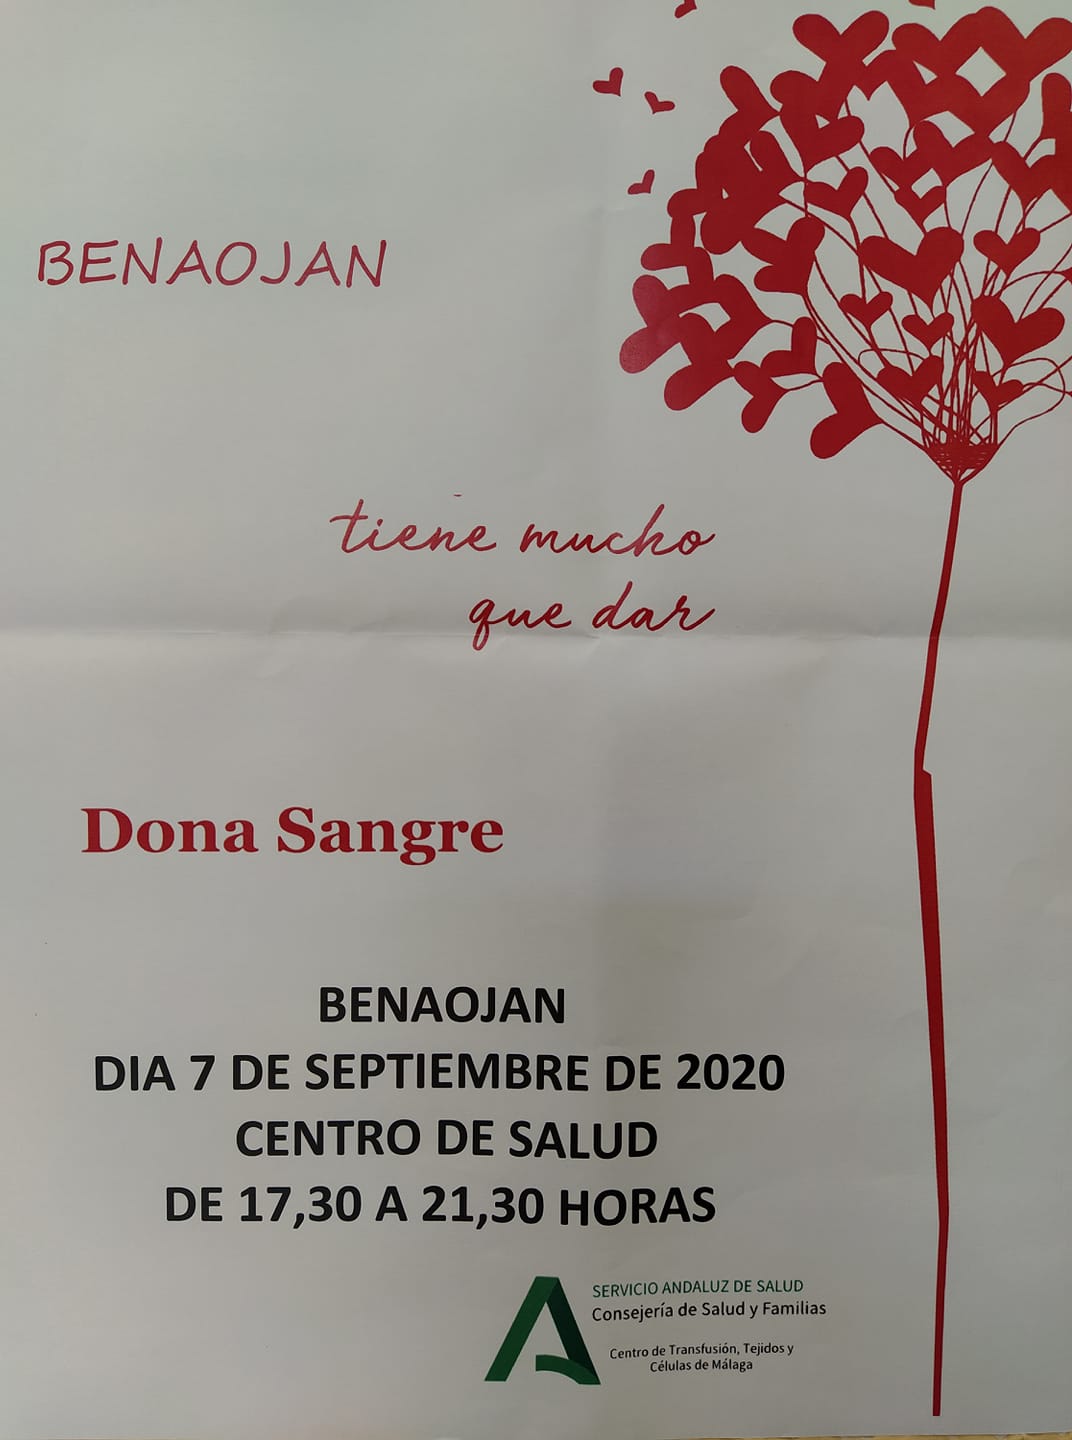 BENAOJAN
tiene mucho
que dar
Dona Sangre
BENAOJAN
DIA 7 DE SEPTIEMBRE DE 2020
CENTRO DE SALUD
DE 17,30 A 21,30 HORAS
SERVICIO ANDALUZ DE SALUD
Consejería de Salud y Familias
Centro de Transfusión, Tejidos y
Células de Málaga